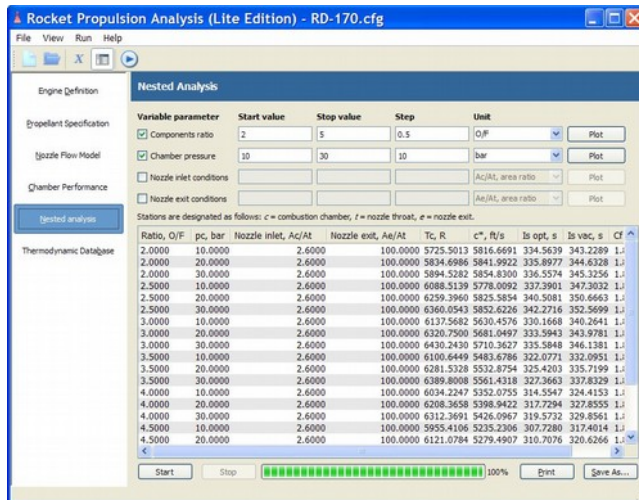 Rocket Propulsion Analysis (Lite Edition) - RD-170.cfg
File View Run Help
Engine Definition
Propellant Specification
Nozzle Flow Model
Chamber Performance
Nested analysis
Thermodynamic Database
Nested Analysis
Variable parameter Start value Stop value Step Unit
Components ratio 2 5 0.5 O/F Plot
Chamber pressure 10 30 10 bar Plot
Nozzle inlet conditions Ac/At, area ratio Plot
Nozzle exit conditions Ae/At, area ratio Plot
Stations are designated as follows: c = combustion chamber, t = nozzle throat, e = nozzle exit.
Ratio, O/F pc, bar Nozzle inlet, Ac/At Nozzle exit, Ae/At Tc, R c*, ft/s Is opt, s Is vac, s Cf
2.0000 10.0000 2.6000 100.0000 5725.5013 5816.6691 334.5639 343.2289
2.0000 20.0000 2.6000 100.0000 5834.6986 5841.9922 335.8977 344.6328
2.0000 30.0000 2.6000 100.0000 5894.5282 5854.8300 336.5574 345.3256
2.5000 10.0000 2.6000 100.0000 6088.5139 5778.0092 337.3901 347.3032
2.5000 20.0000 2.6000 100.0000 6259.3960 5825.5854 340.5081 350.6663
2.5000 30.0000 2.6000 100.0000 6360.0543 5852.6226 342.2716 352.5699
3.0000 10.0000 2.6000 100.0000 6137.5682 5630.4576 330.1668 340.2641
3.0000 20.0000 2.6000 100.0000 6320.7500 5681.0497 333.5943 343.9781
3.0000 30.0000 2.6000 100.0000 6430.2430 5710.3627 335.5848 346.1381
3.5000 10.0000 2.6000 100.0000 6100.6449 5483.6786 322.0771 332.0951
3.5000 20.0000 2.6000 100.0000 6281.5328 5532.8754 325.4203 335.7199
3.5000 30.0000 2.6000 100.0000 6389.8008 5561.4318 327.3663 337.8329
4.0000 10.0000 2.6000 100.0000 6034.2247 5352.0755 314.5547 324.4153
4.0000 20.0000 2.6000 100.0000 6208.3658 5398.9422 317.7294 327.8555
4.0000 30.0000 2.6000 100.0000 6312.3691 5426.0967 319.5732 329.8561
4.5000 10.0000 2.6000 100.0000 5955.4106 5235.2306 307.7280 317.4014
4.5000 20.0000 2.6000 100.0000 6121.0784 5279.4907 310.7076 320.6266
Start Stop 100% Print Save As...